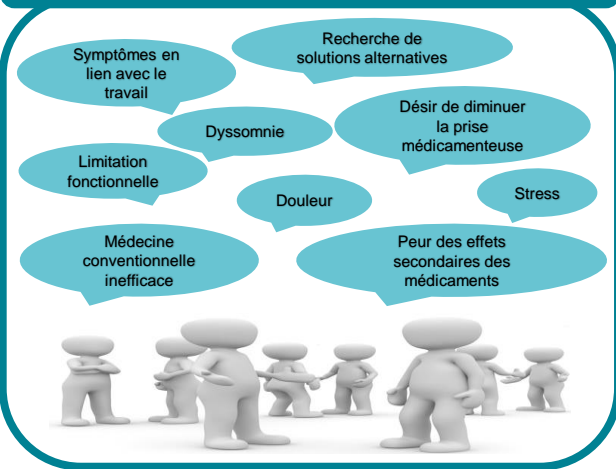 Recherche de
solutions alternatives
Symptômes en
lien avec le
travail
Désir de diminuer
la prise
médicamenteuse
Dyssomnie
Limitation
fonctionnelle
Douleur
Stress
Médecine
conventionnelle
inefficace
Peur des effets
secondaires des
médicaments